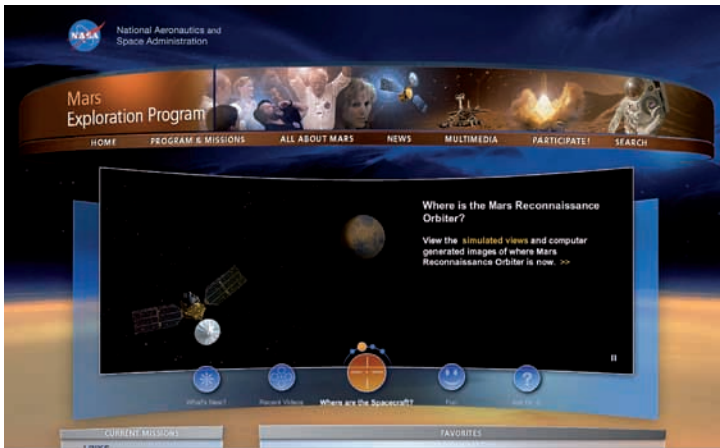 NASA
National Aeronautics and
Space Administration
Mars
Exploration Program
HOME PROGRAM & MISSIONS ALL ABOUT MARS NEWS MULTIMEDIA PARTICIPATE! SEARCH
Where is the Mars Reconnaissance
Orbiter?
View the simulated views and computer
generated images of where Mars
Reconnaissance Orbiter is now. >>
What's New? Recent Videos Where are the Spacecraft? Fun
CURRENT MISSIONS FAVORITES